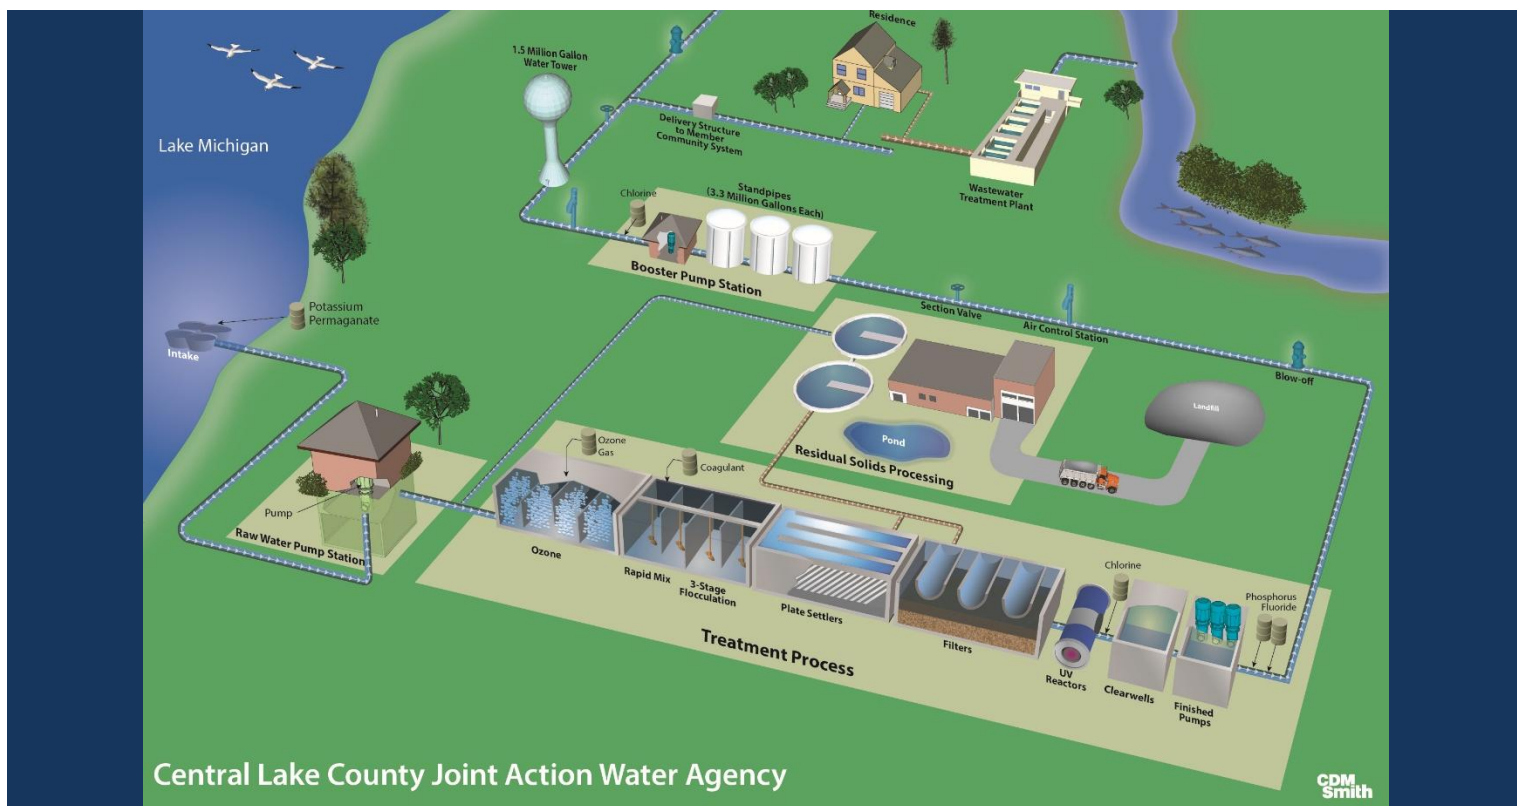 Residence
1.5 Million Gallon
Water Tower
Lake Michigan
Delivery Structure
to Member
Community System
Wastewater
Treatment Plant
Chlorine
Standpipes
(3.3 Million Gallons Each)
Booster Pump Station
Potassium
Permaganate
Intake
Section Valve
Air Control Station
Blow-off
Landfill
Pond
Residual Solids Processing
Ozone
Gas
Coagulant
Pump
Raw Water Pump Station
Ozone
Rapid Mix
3-Stage
Flocculation
Plate Settlers
Filters
Chlorine
Phosphorus
Fluoride
UV
Reactors
Clearwells
Finished
Pumps
Treatment Process
Central Lake County Joint Action Water Agency
CDM
Smith